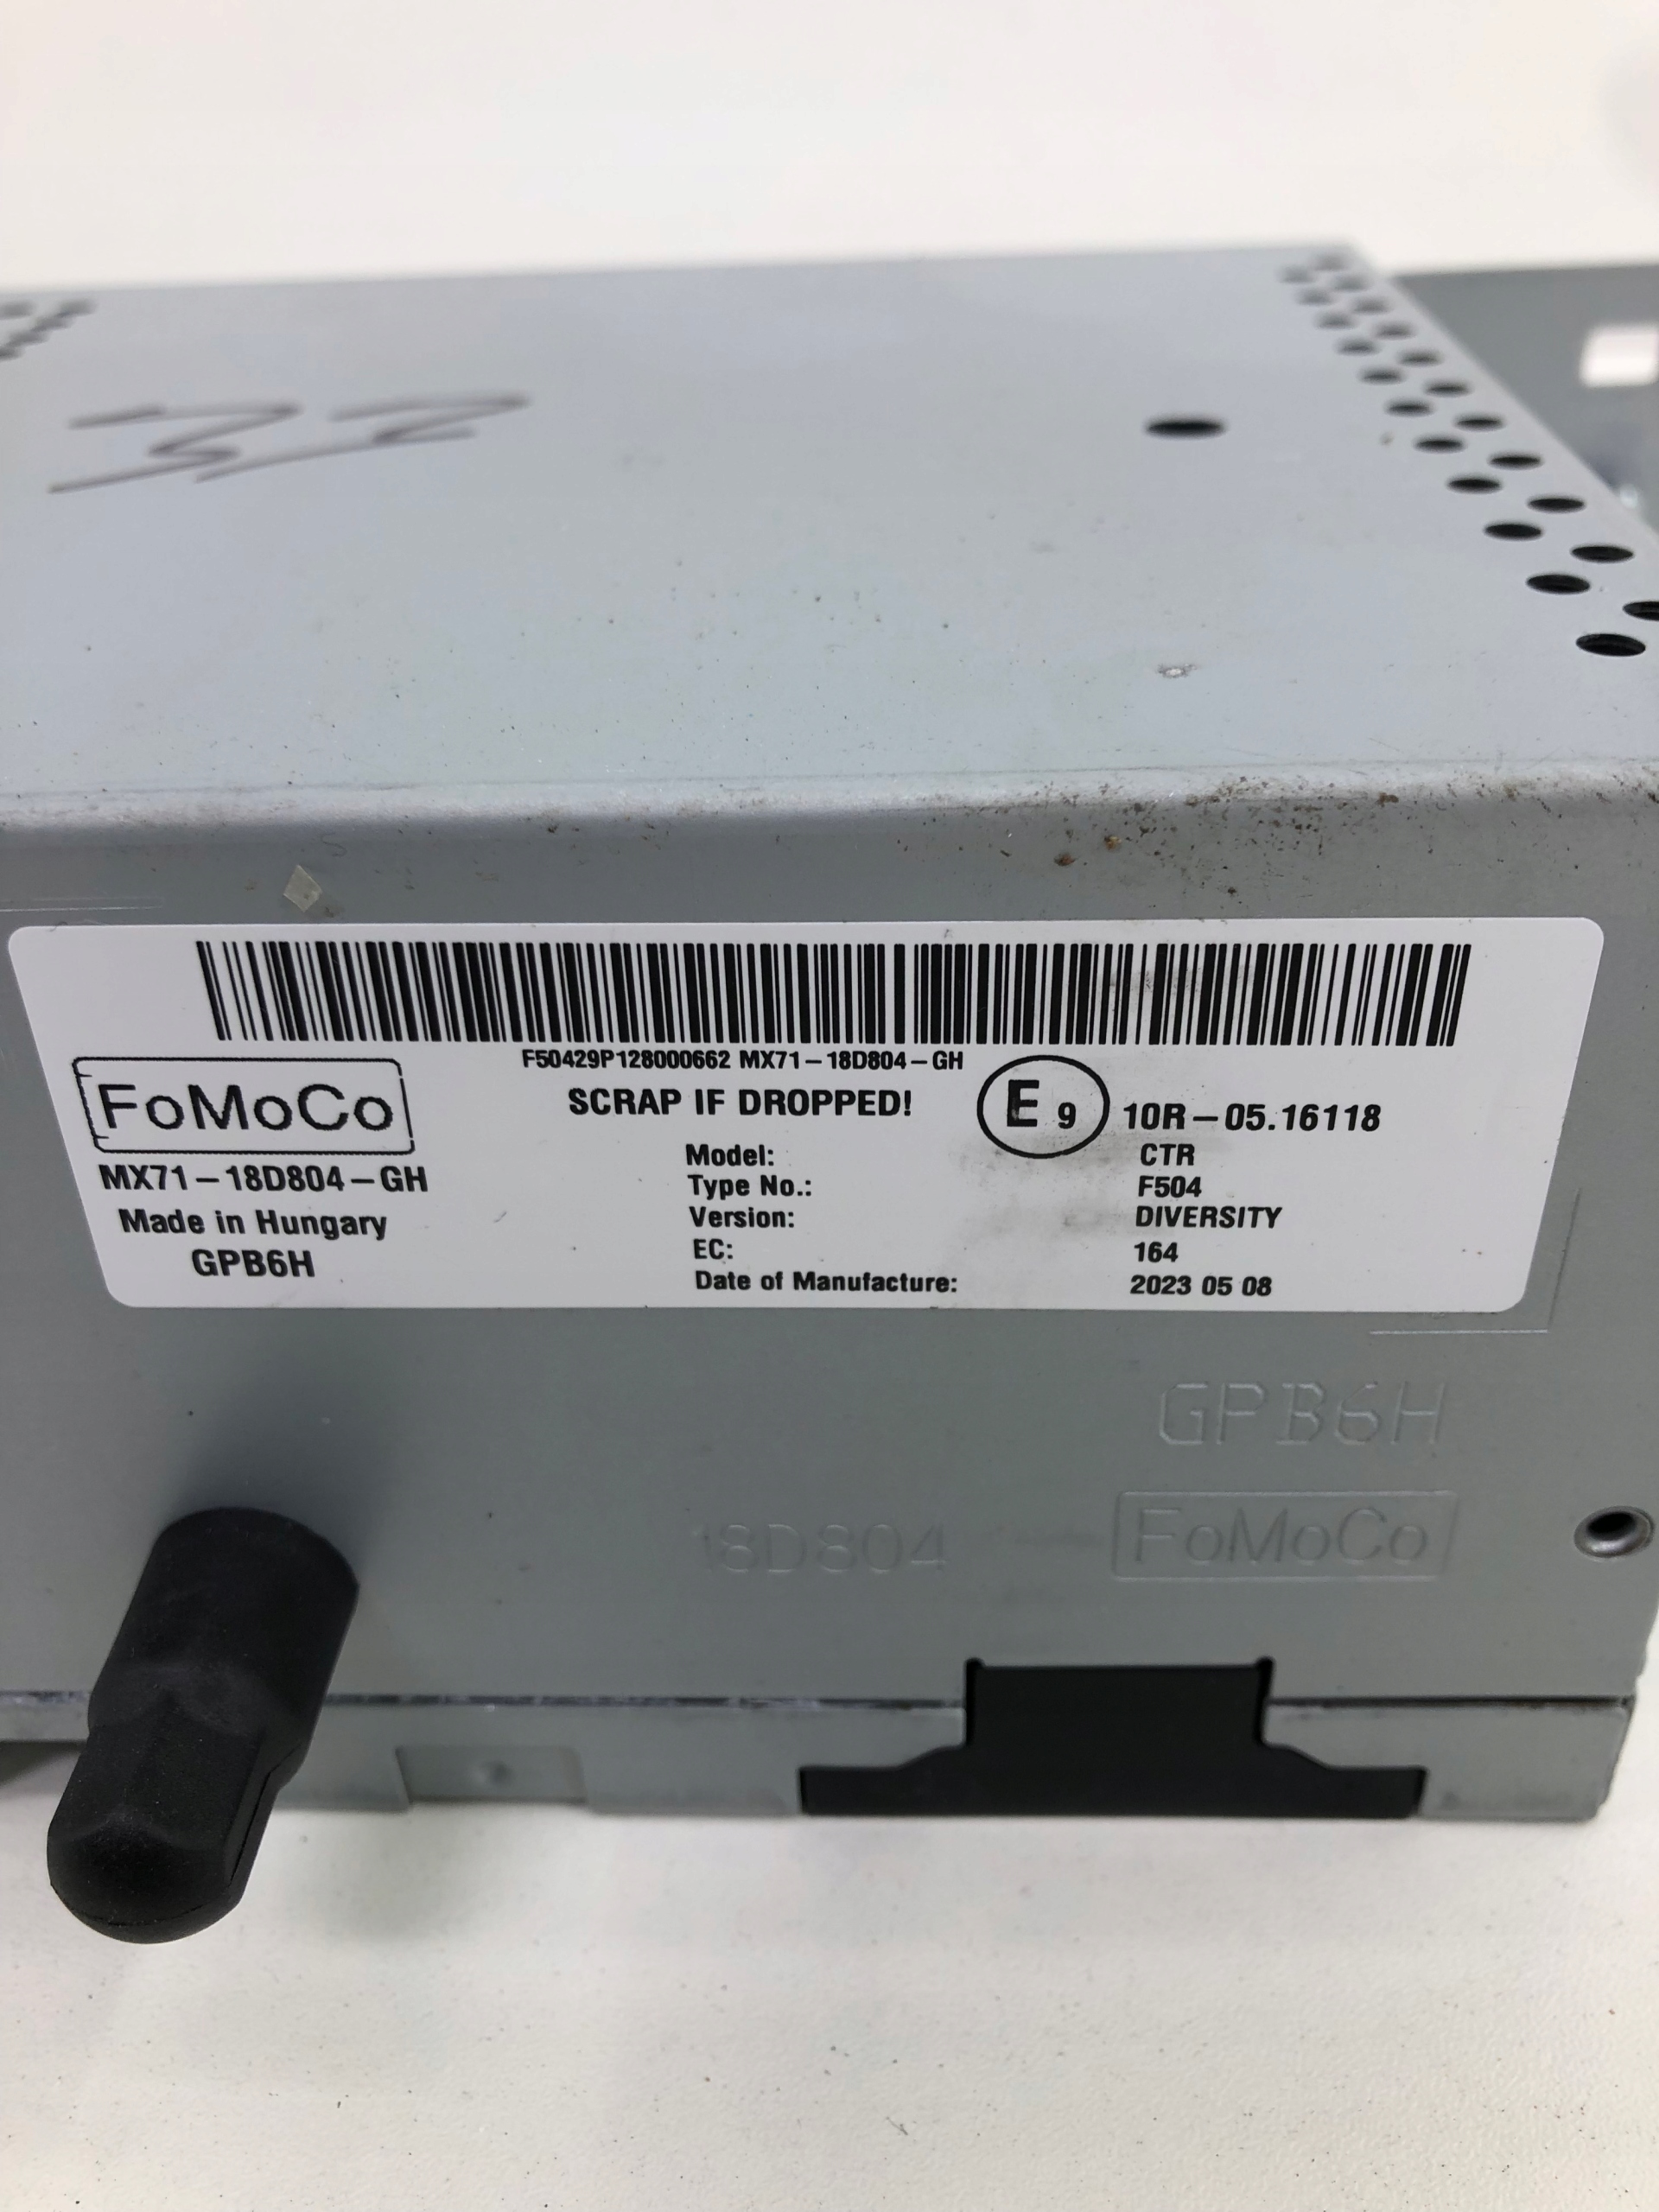 F50429P128000662 MX71-18D804-GH
FoMoCo
SCRAP IF DROPPED!
E 9 10R-05.16118
MX71-18D804-GH
Made in Hungary
GPB6H
Model: CTR
Type No.: F504
Version: DIVERSITY
EC: 164
Date of Manufacture: 2023 05 08
GPB6H
18D804
FoMoCo